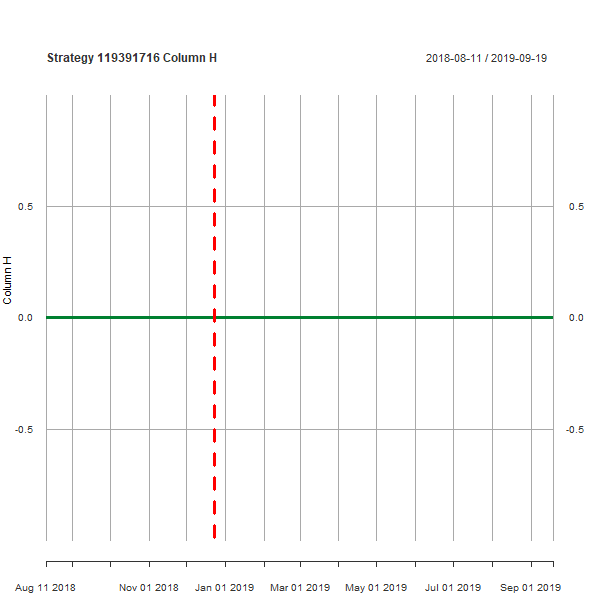 Strategy 119391716 Column H
2018-08-11 / 2019-09-19
0.5
0.5
Column H
0.0
0.0
-0.5
-0.5
Aug 11 2018
Nov 01 2018
Jan 01 2019
Mar 01 2019
May 01 2019
Jul 01 2019
Sep 01 2019